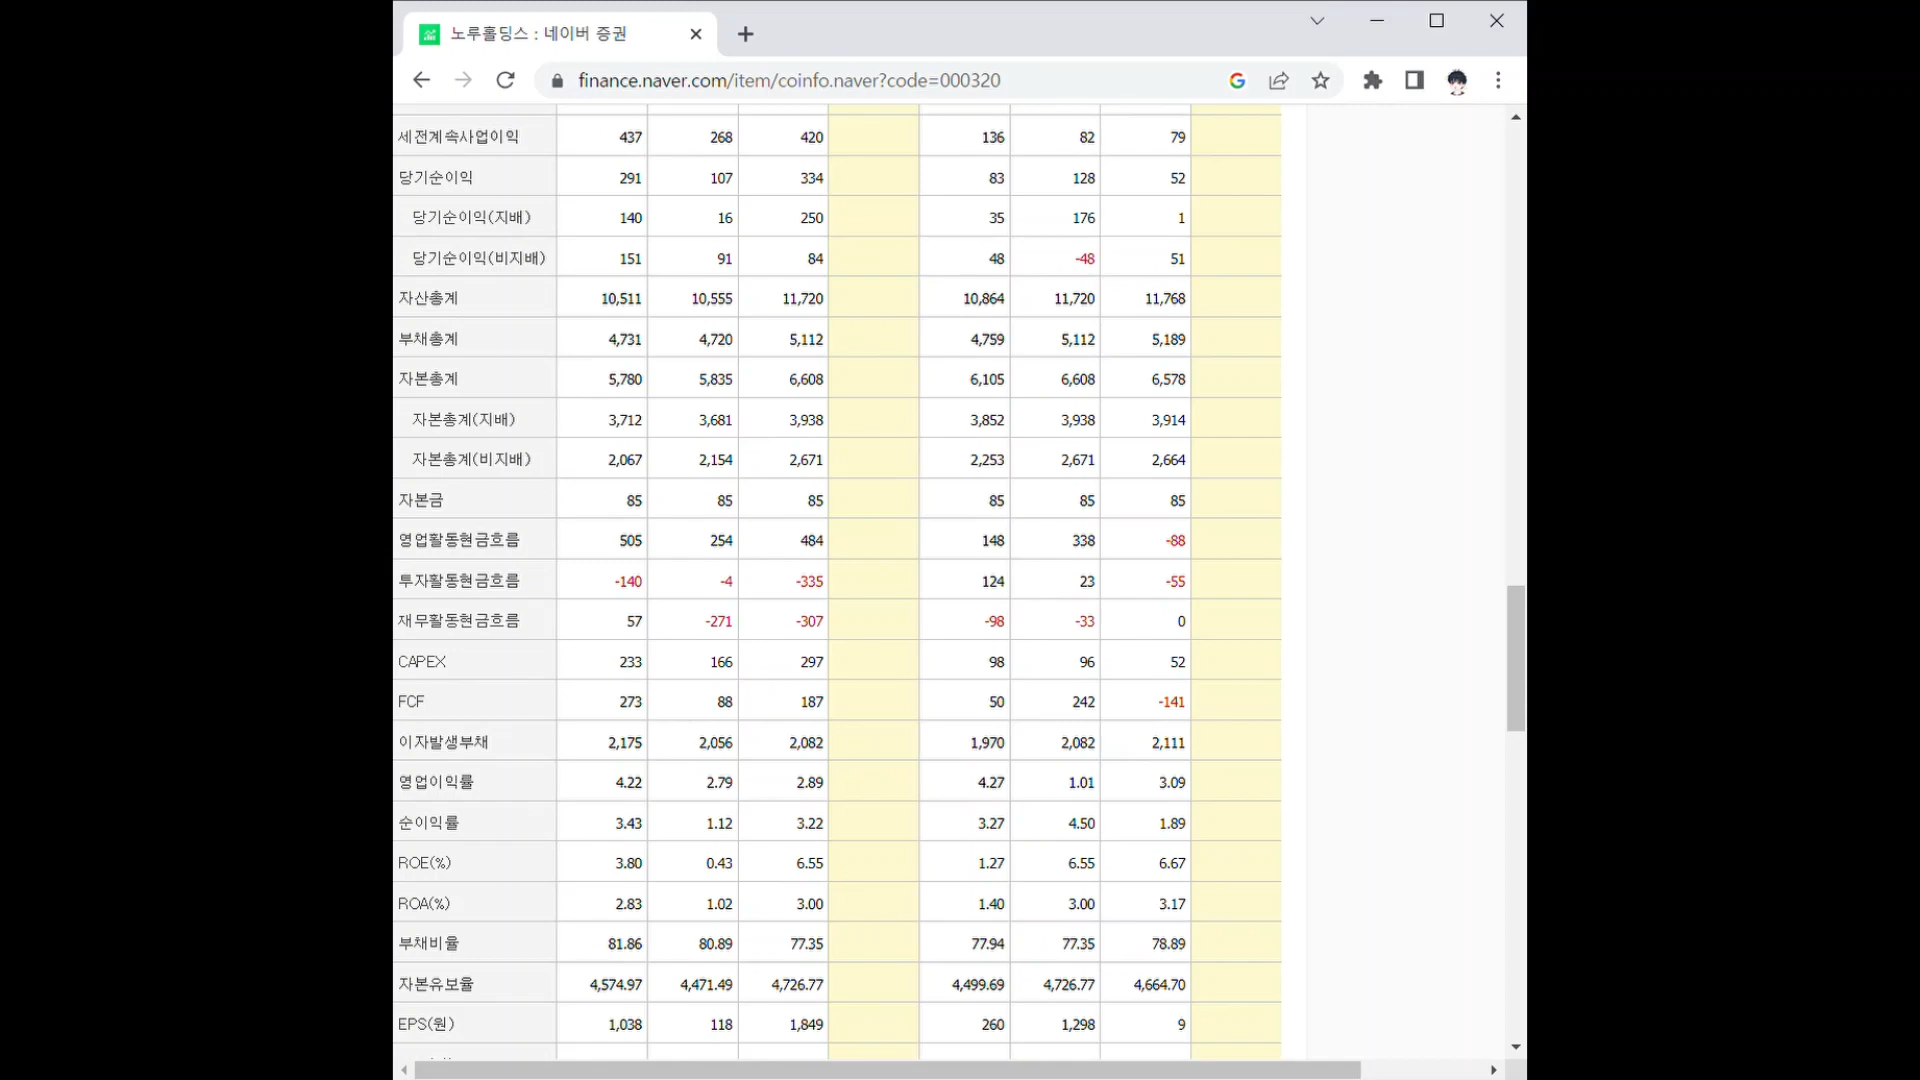 노루홀딩스 : 네이버 증권
finance.naver.com/item/coinfo.naver?code=000320
세전계속사업이익 437 268 420 136 82 79
당기순이익 291 107 334 83 128 52
당기순이익(지배) 140 16 250 35 176 1
당기순이익(비지배) 151 91 84 48 -48 51
자산총계 10,511 10,555 11,720 10,864 11,720 11,768
부채총계 4,731 4,720 5,112 4,759 5,112 5,189
자본총계 5,780 5,835 6,608 6,105 6,608 6,578
자본총계(지배) 3,712 3,681 3,938 3,852 3,938 3,914
자본총계(비지배) 2,067 2,154 2,671 2,253 2,671 2,664
자본금 85 85 85 85 85 85
영업활동현금흐름 505 254 484 148 338 -88
투자활동현금흐름 -140 -4 -335 124 23 -55
재무활동현금흐름 57 -271 -307 -98 -33 0
CAPEX 233 166 297 98 96 52
FCF 273 88 187 50 242 -141
이자발생부채 2,175 2,056 2,082 1,970 2,082 2,111
영업이익률 4.22 2.79 2.89 4.27 1.01 3.09
순이익률 3.43 1.12 3.22 3.27 4.50 1.89
ROE(%) 3.80 0.43 6.55 1.27 6.55 6.67
ROA(%) 2.83 1.02 3.00 1.40 3.00 3.17
부채비율 81.86 80.89 77.35 77.94 77.35 78.89
자본유보율 4,574.97 4,471.49 4,726.77 4,499.69 4,726.77 4,664.70
EPS(원) 1,038 118 1,849 260 1,298 9